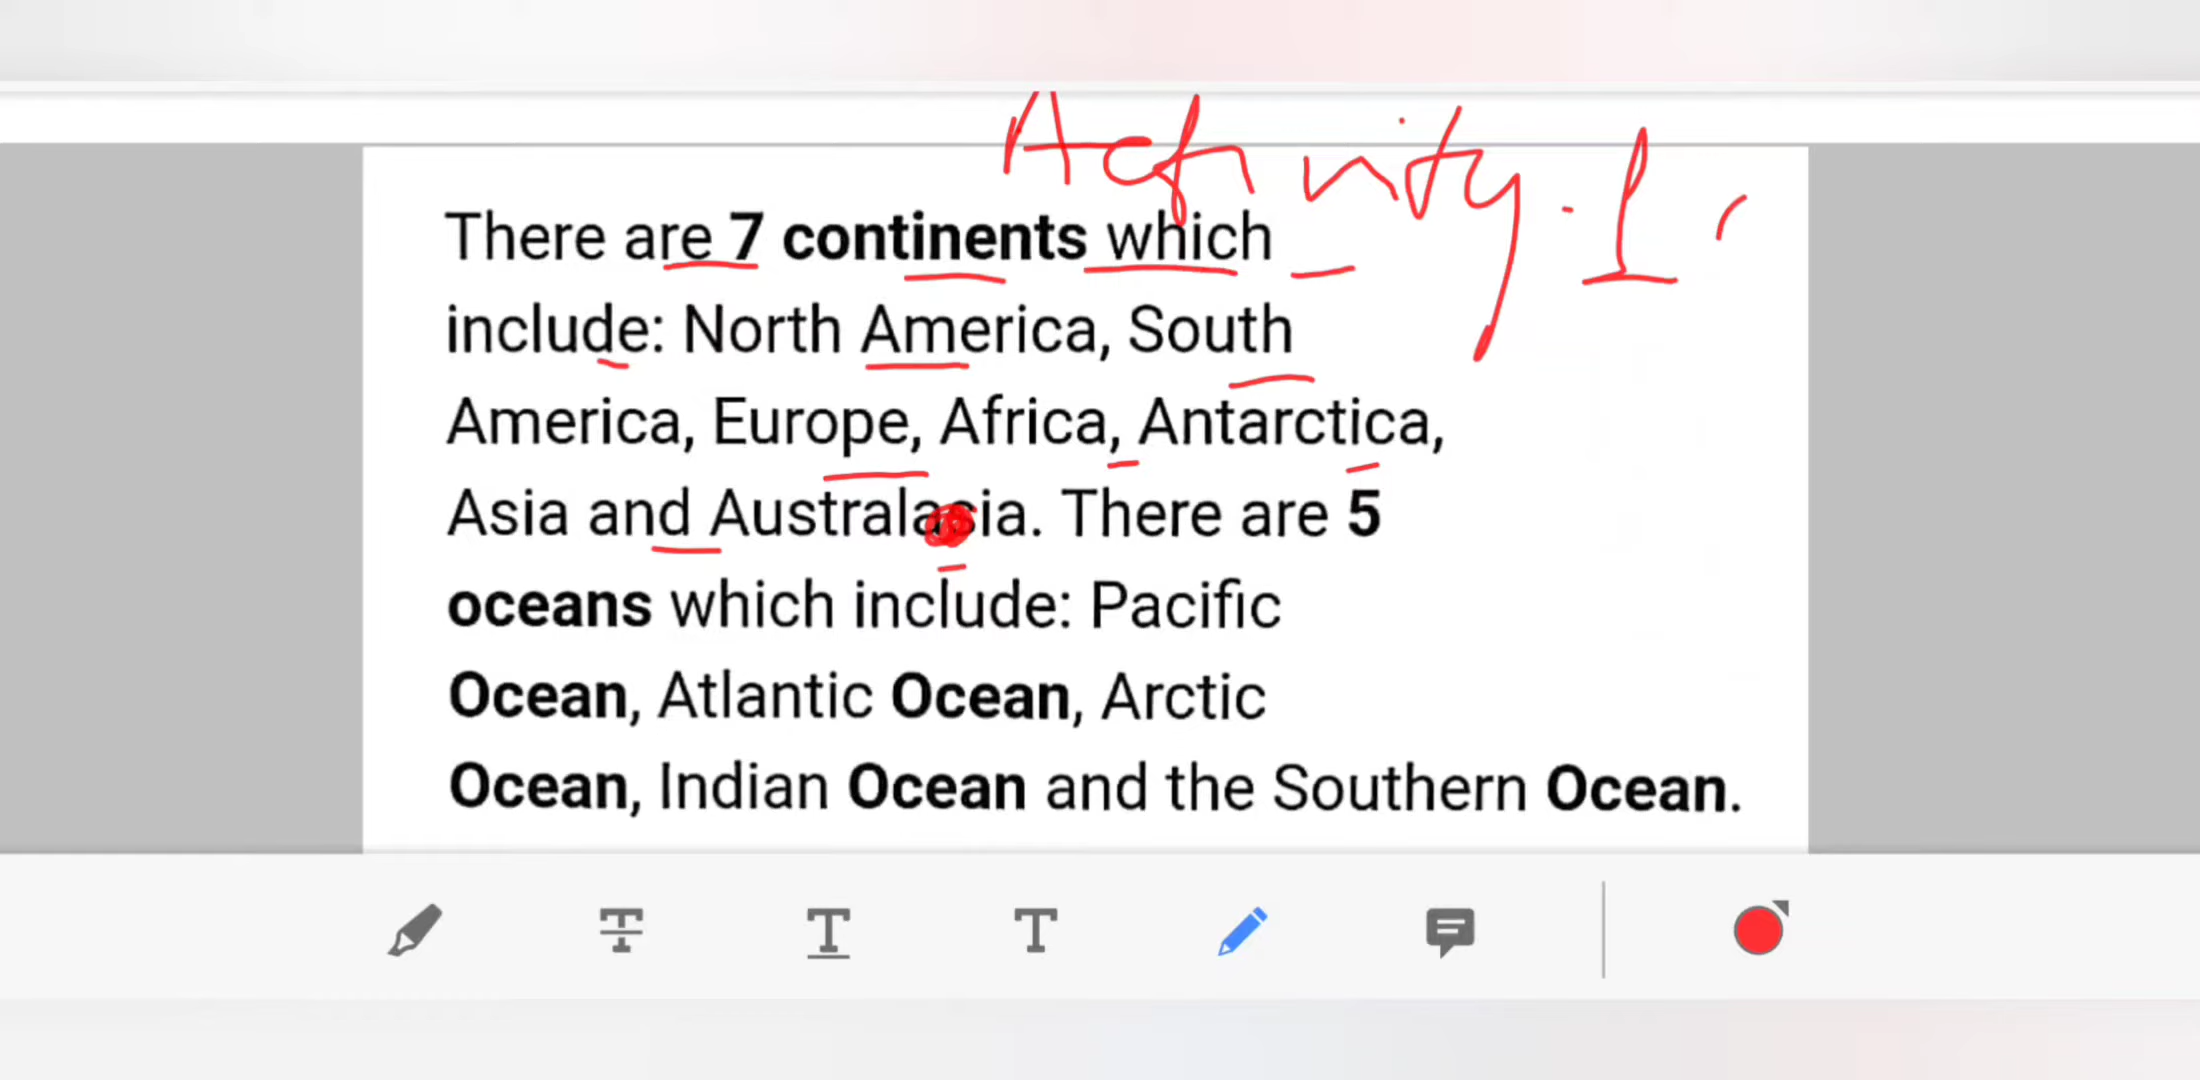 Activity-1
There are 7 continents which
include: North America, South
America, Europe, Africa, Antarctica,
Asia and Australasia. There are 5
oceans which include: Pacific
Ocean, Atlantic Ocean, Arctic
Ocean, Indian Ocean and the Southern Ocean.